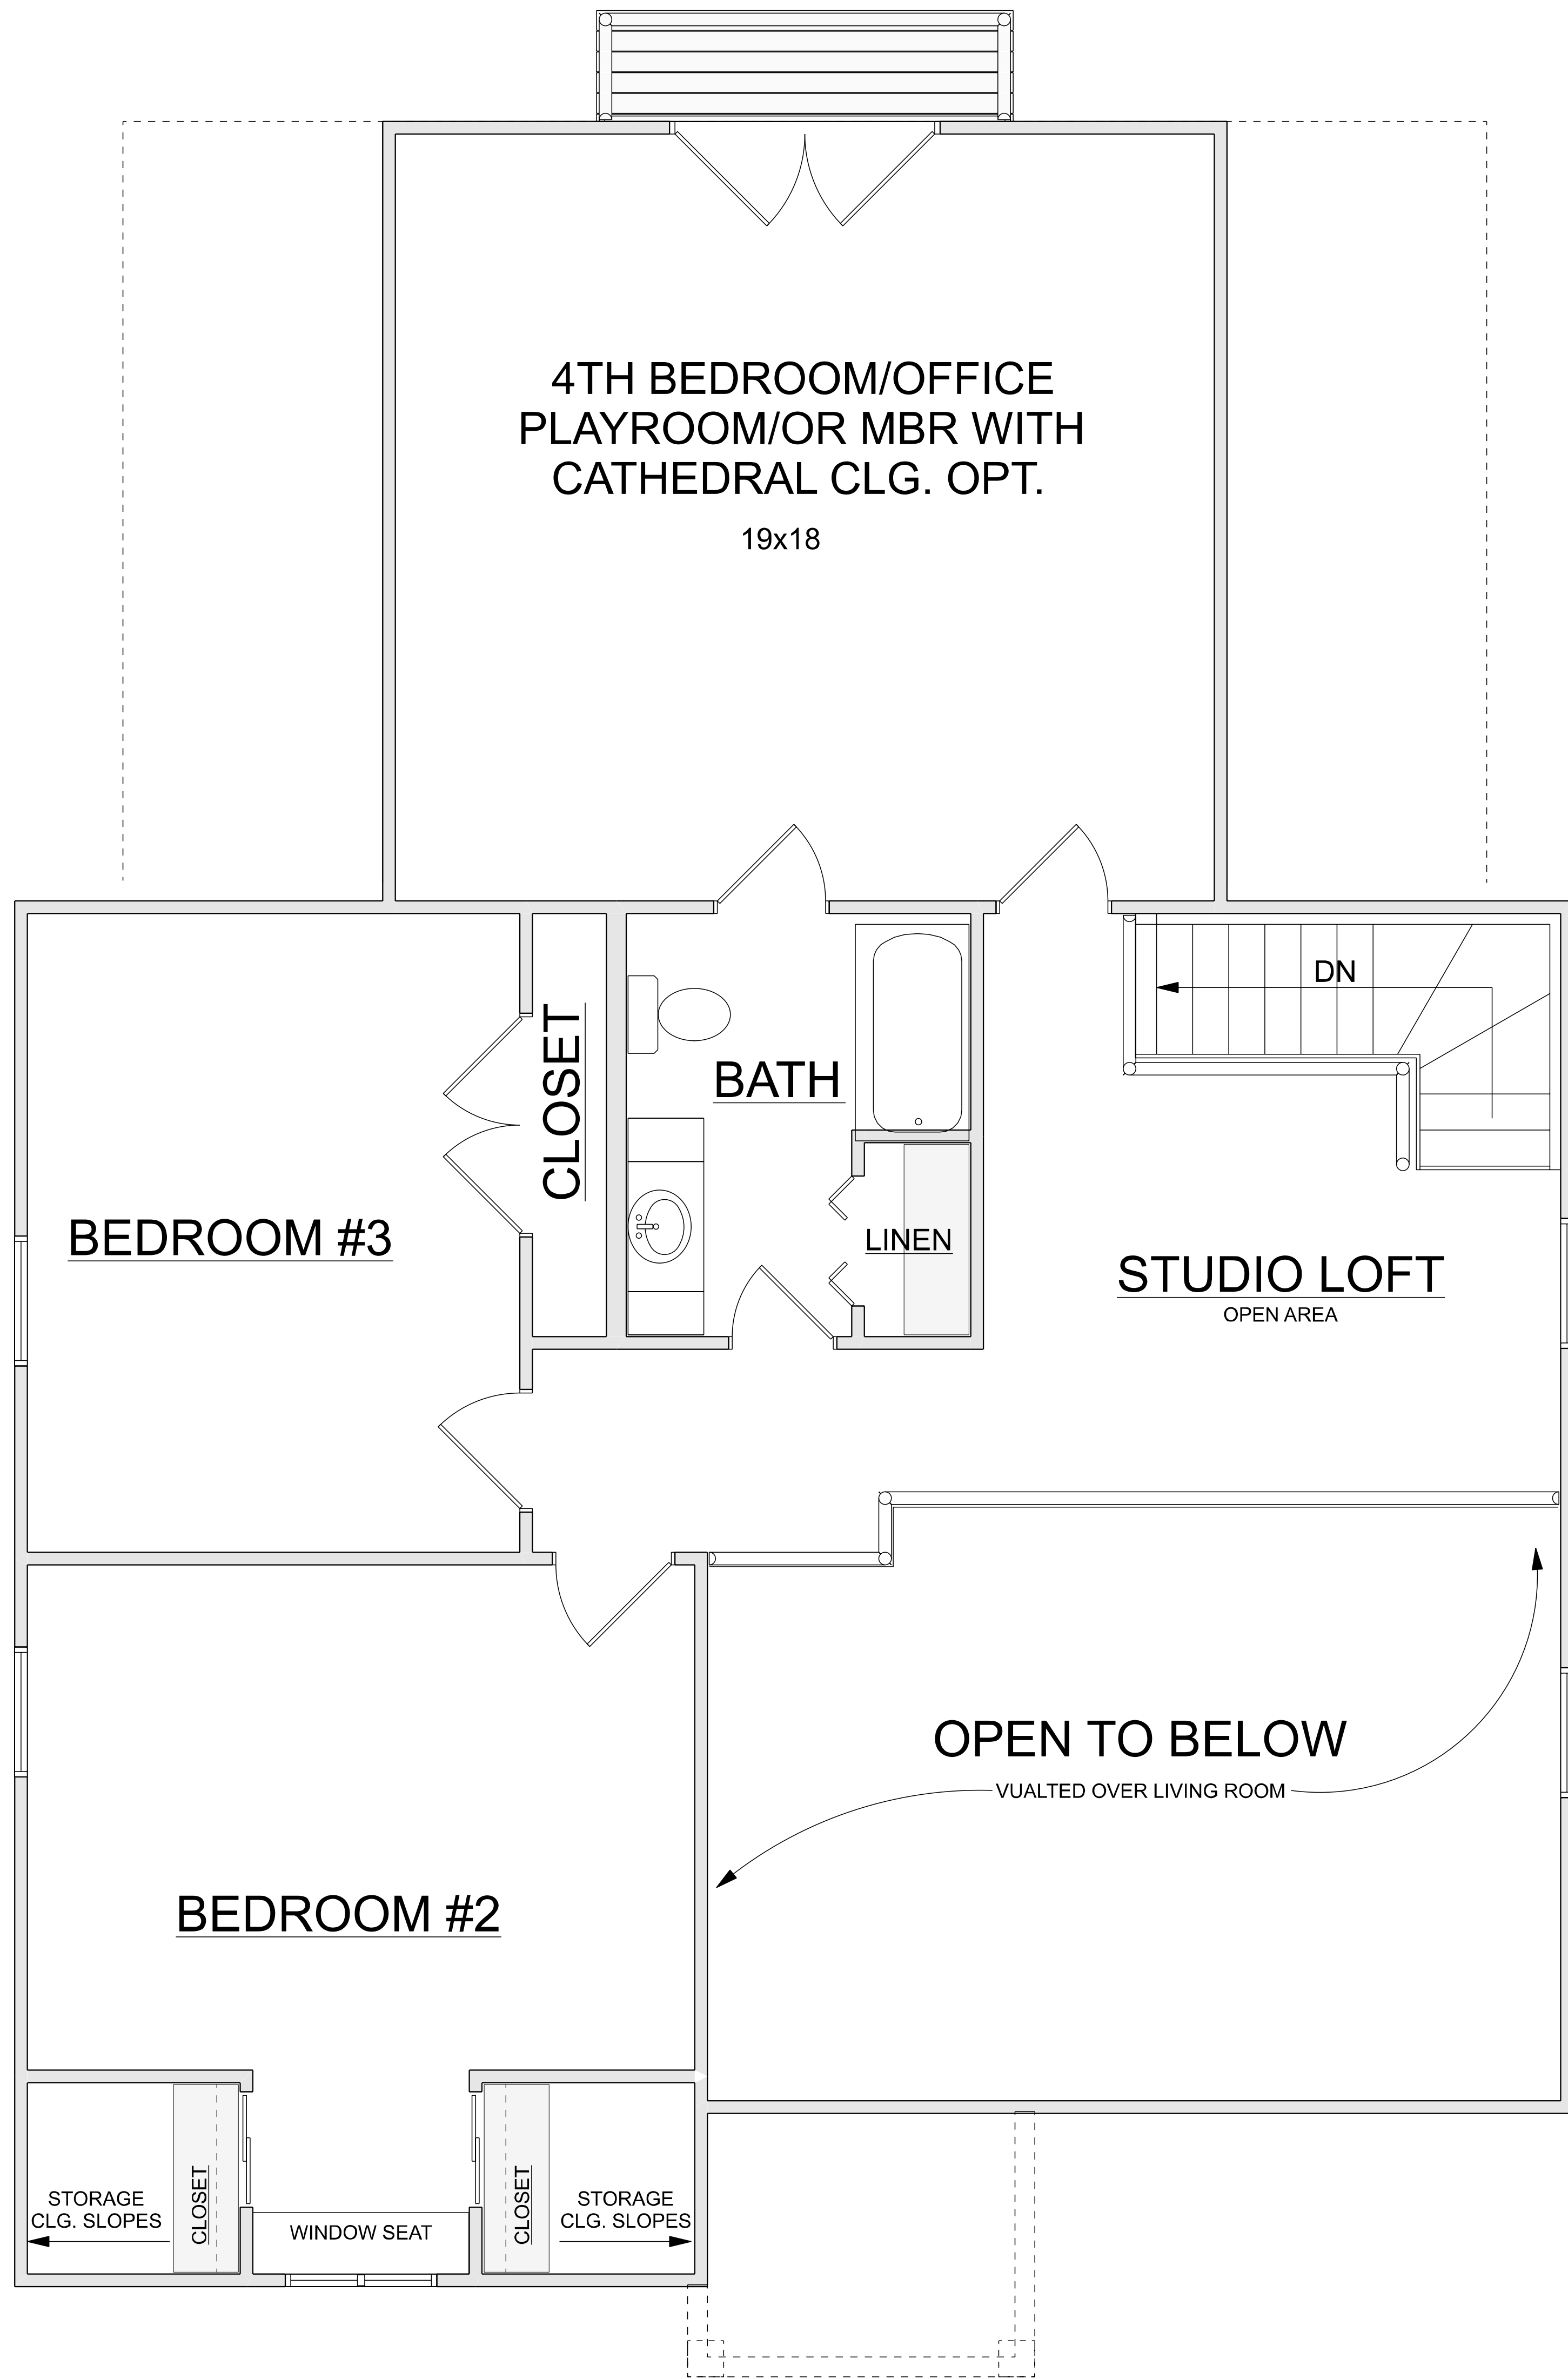 4TH BEDROOM/OFFICE
PLAYROOM/OR MBR WITH
CATHEDRAL CLG. OPT.
19x18
DN
CLOSET
BATH
BEDROOM #3
LINEN
STUDIO LOFT
OPEN AREA
OPEN TO BELOW
VUALTED OVER LIVING ROOM
BEDROOM #2
STORAGE
CLG. SLOPES
CLOSET
WINDOW SEAT
CLOSET
STORAGE
CLG. SLOPES